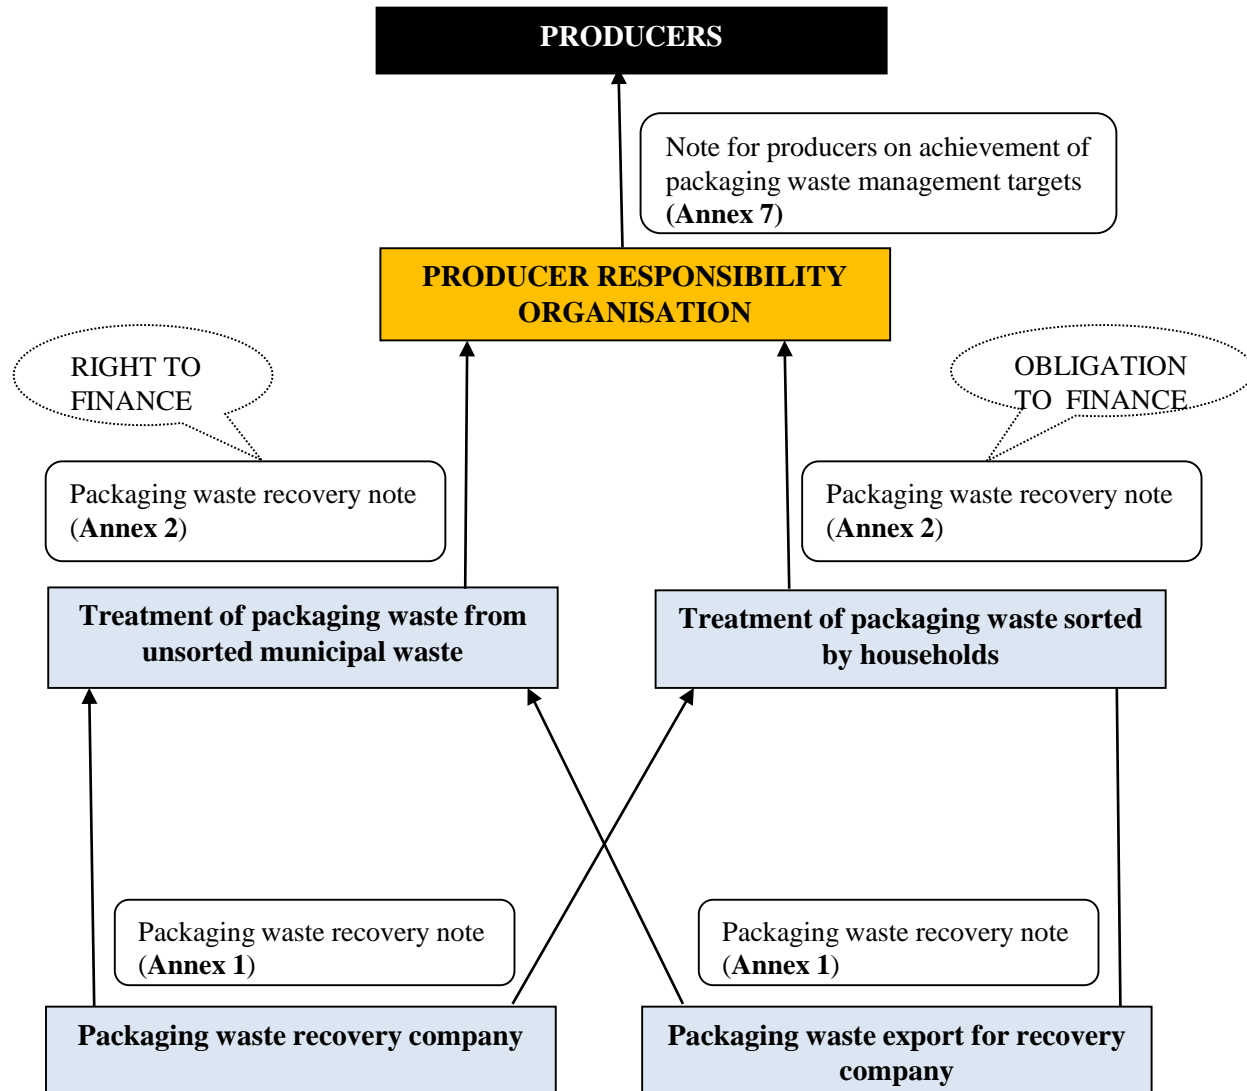 PRODUCERS
Note for producers on achievement of
packaging waste management targets
(Annex 7)
PRODUCER RESPONSIBILITY
ORGANISATION
RIGHT TO
FINANCE
OBLIGATION
TO FINANCE
Packaging waste recovery note
(Annex 2)
Packaging waste recovery note
(Annex 2)
Treatment of packaging waste from
unsorted municipal waste
Treatment of packaging waste sorted
by households
Packaging waste recovery note
(Annex 1)
Packaging waste recovery note
(Annex 1)
Packaging waste recovery company
Packaging waste export for recovery
company